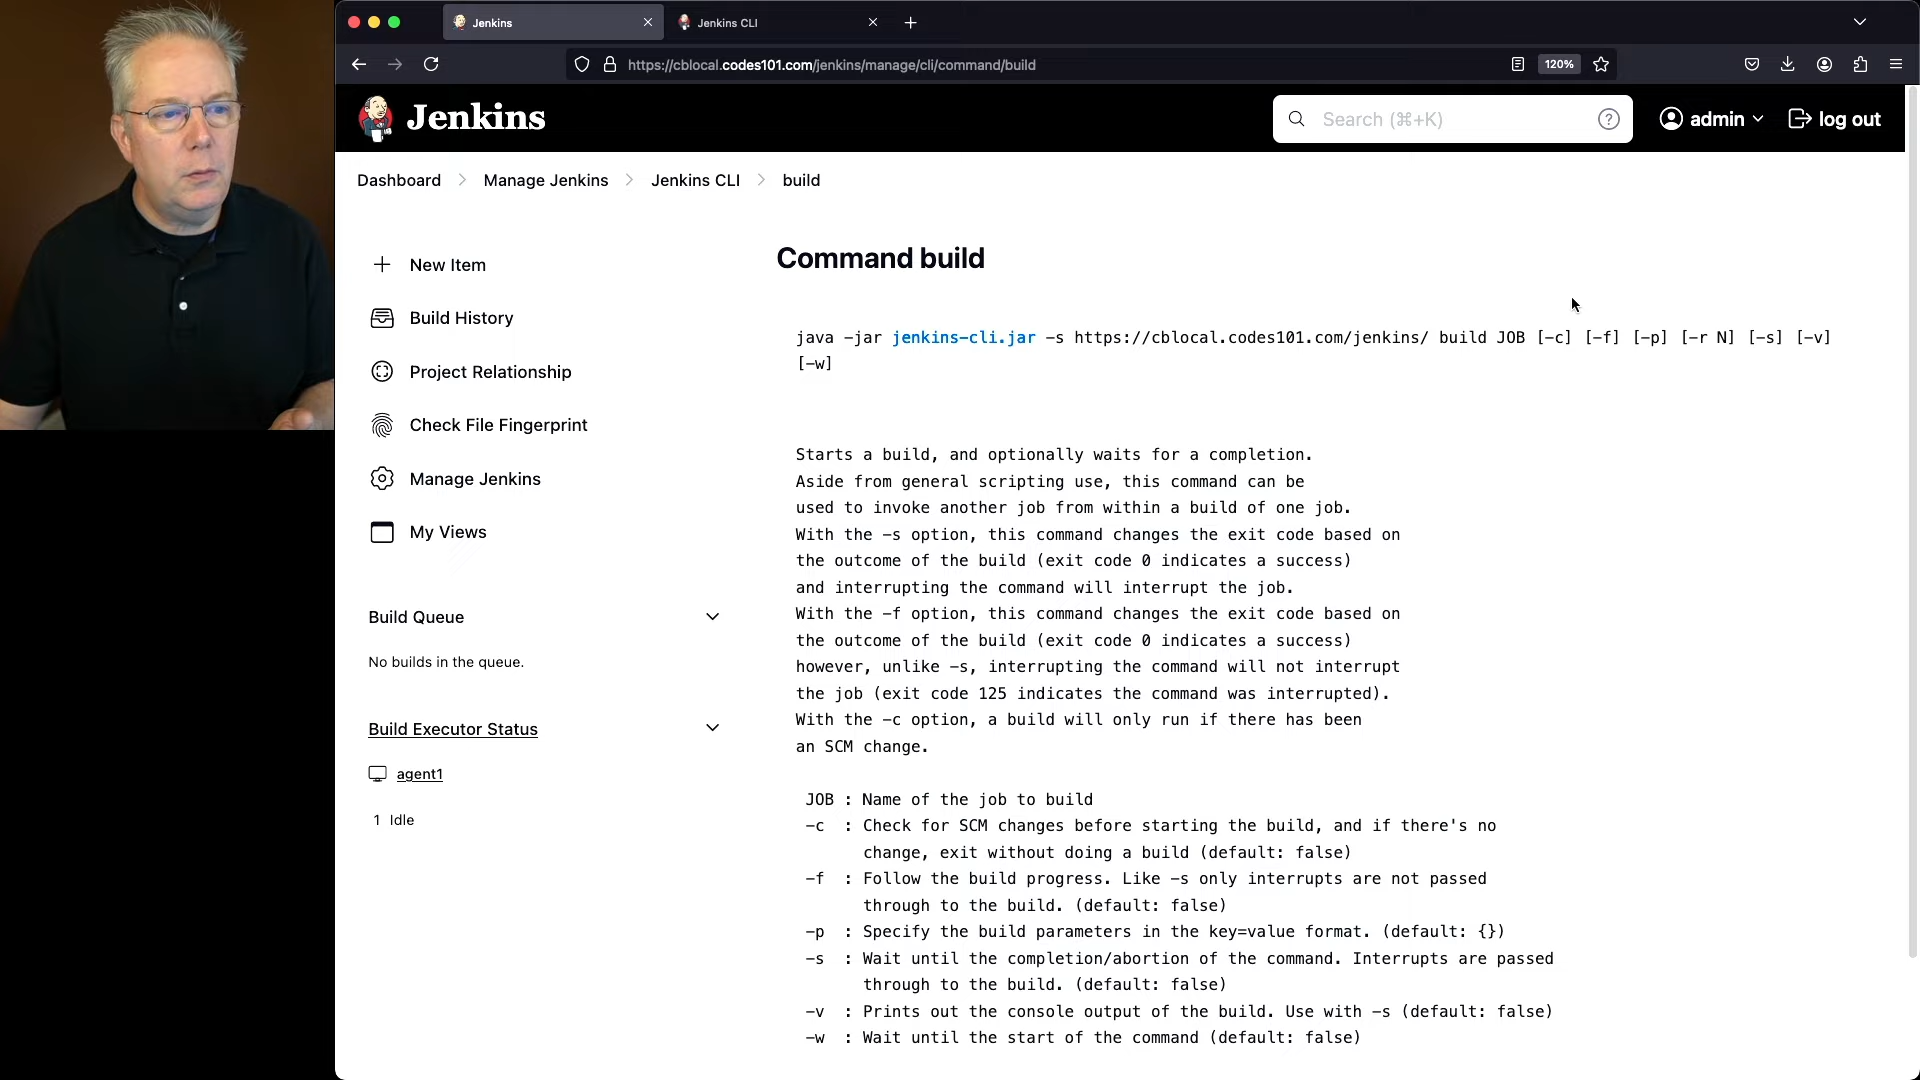 Jenkins
Jenkins CLI
https://cblocal.codes101.com/jenkins/manage/cli/command/build
120%
Jenkins
Search (⌘+K)
admin
log out
Dashboard
Manage Jenkins
Jenkins CLI
build
New Item
Build History
Project Relationship
Check File Fingerprint
Manage Jenkins
My Views
Build Queue
No builds in the queue.
Build Executor Status
agent1
1 Idle
Command build
java -jar jenkins-cli.jar -s https://cblocal.codes101.com/jenkins/ build JOB [-c] [-f] [-p] [-r N] [-s] [-v]
[-w]
Starts a build, and optionally waits for a completion.
Aside from general scripting use, this command can be
used to invoke another job from within a build of one job.
With the -s option, this command changes the exit code based on
the outcome of the build (exit code 0 indicates a success)
and interrupting the command will interrupt the job.
With the -f option, this command changes the exit code based on
the outcome of the build (exit code 0 indicates a success)
however, unlike -s, interrupting the command will not interrupt
the job (exit code 125 indicates the command was interrupted).
With the -c option, a build will only run if there has been
an SCM change.
JOB : Name of the job to build
-c : Check for SCM changes before starting the build, and if there's no
change, exit without doing a build (default: false)
-f : Follow the build progress. Like -s only interrupts are not passed
through to the build. (default: false)
-p : Specify the build parameters in the key=value format. (default: {})
-s : Wait until the completion/abortion of the command. Interrupts are passed
through to the build. (default: false)
-v : Prints out the console output of the build. Use with -s (default: false)
-w : Wait until the start of the command (default: false)